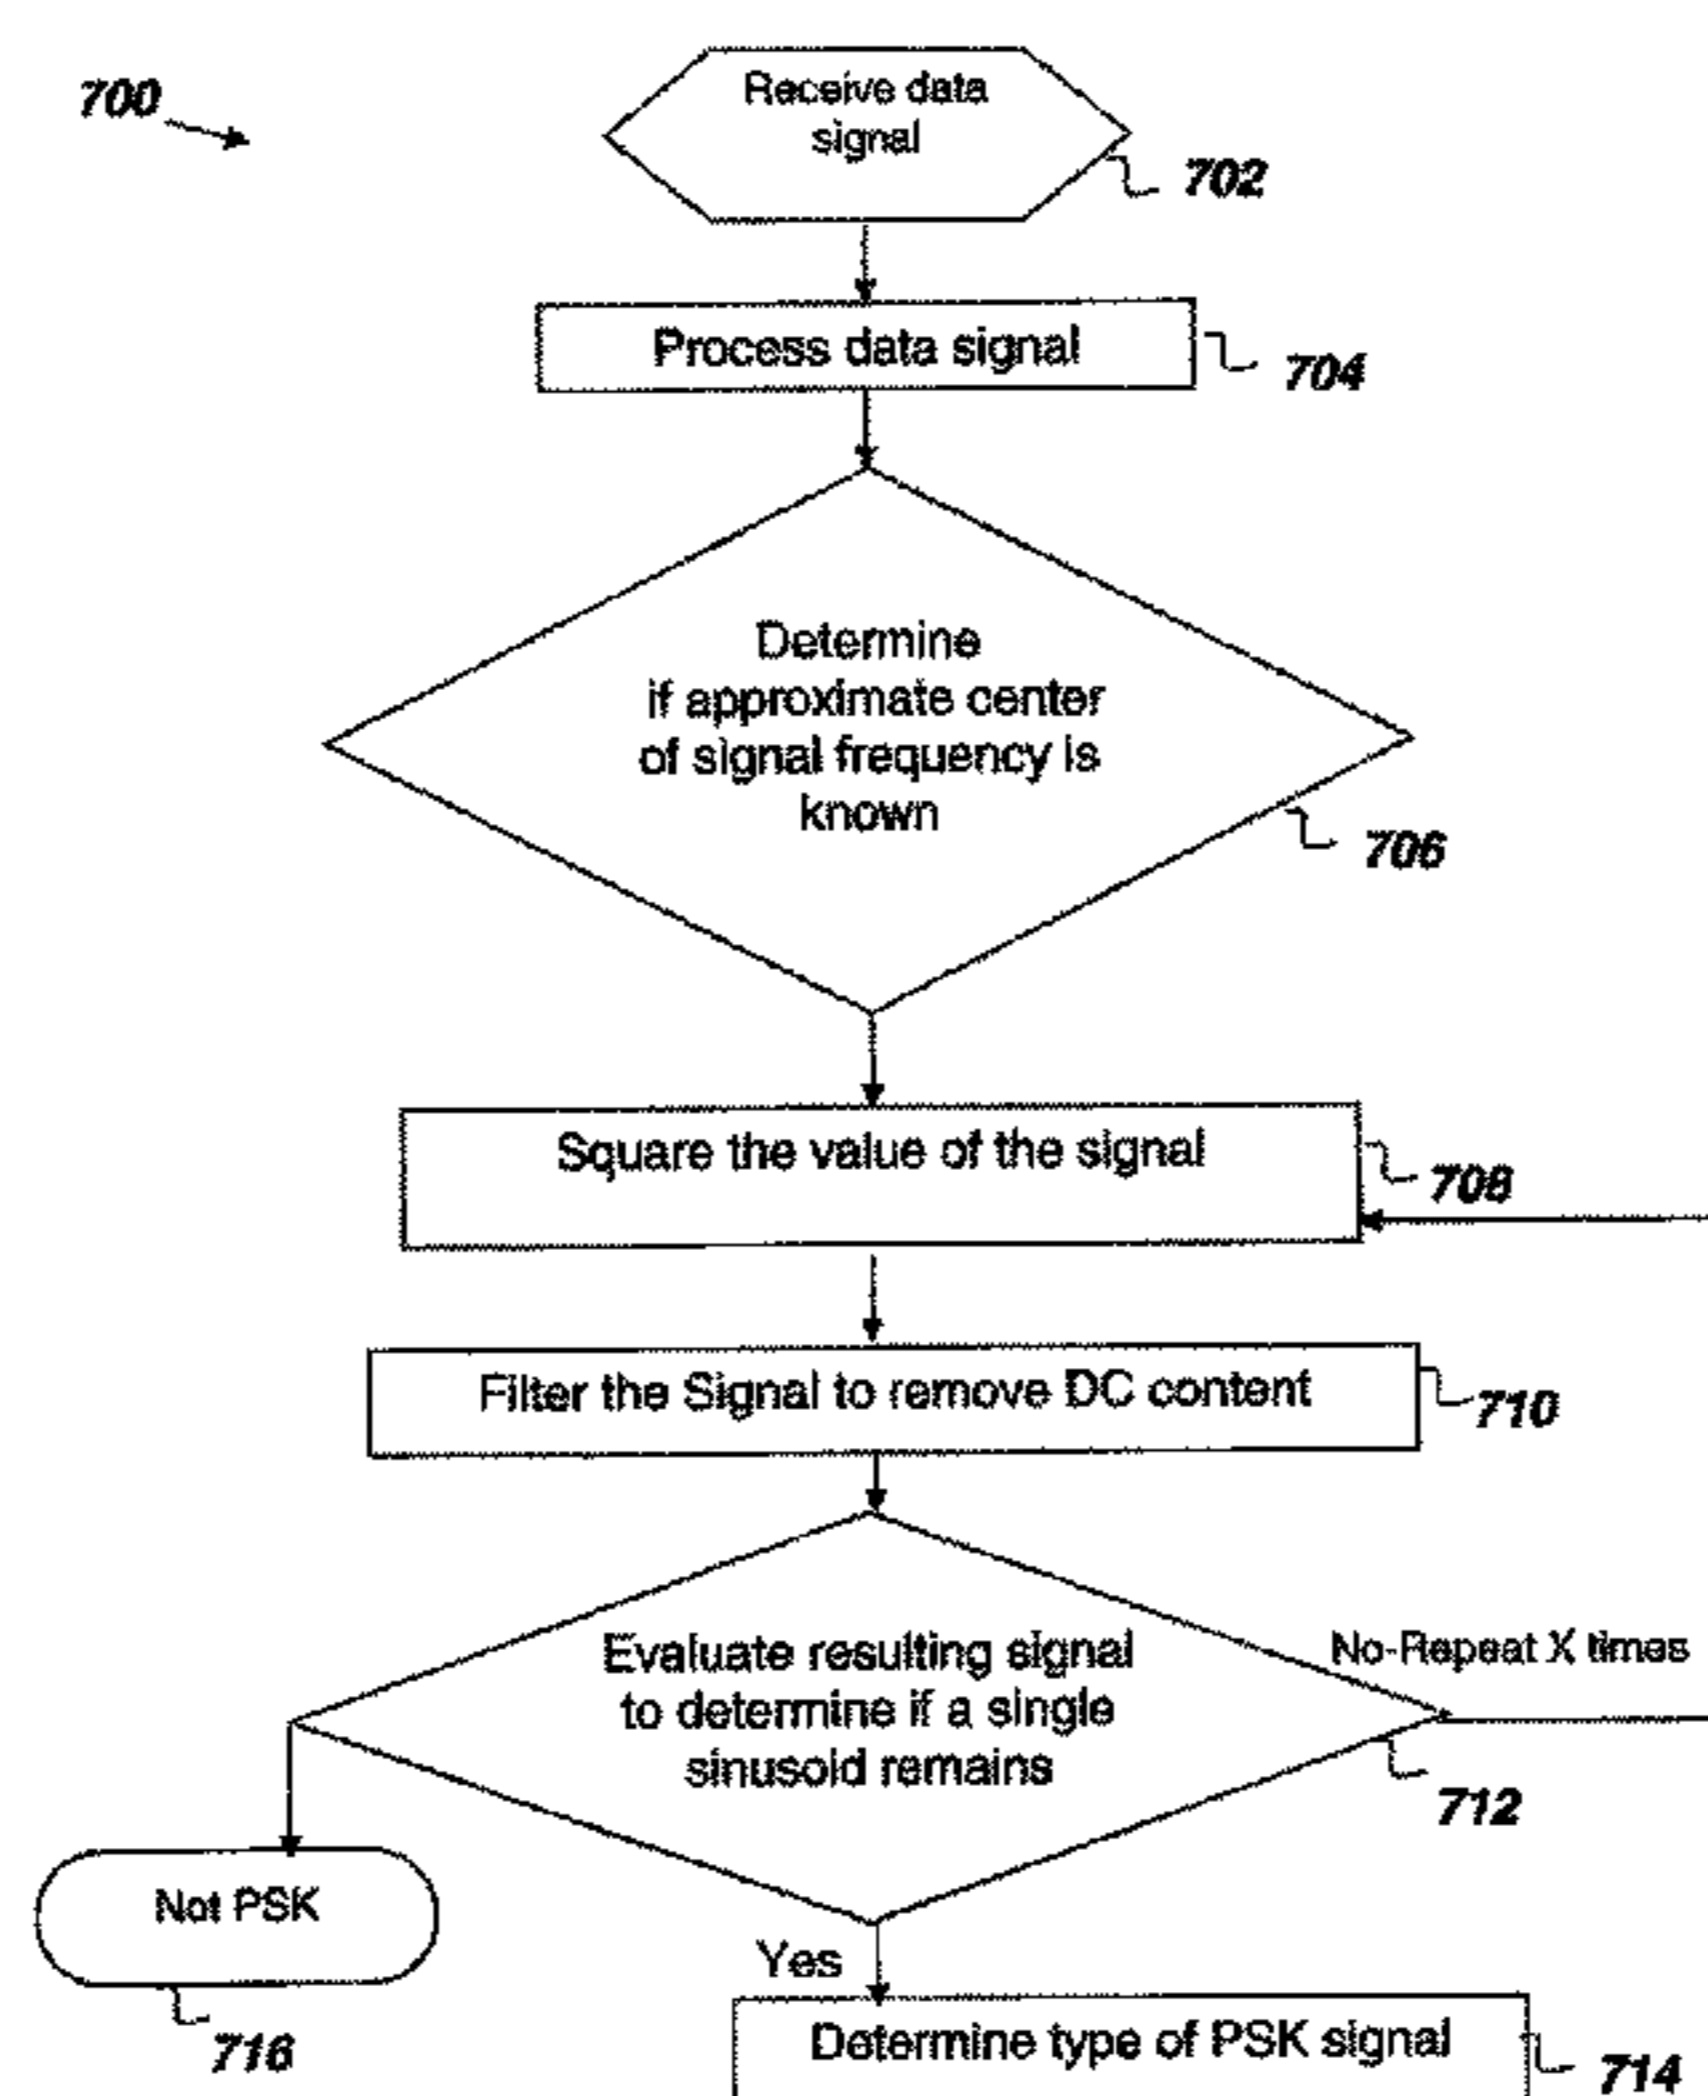 700
Receive data
signal
702
Process data signal
704
Determine
if approximate center
of signal frequency is
known
706
Square the value of the signal
708
Filter the Signal to remove DC content
710
Evaluate resulting signal
to determine if a single
sinusoid remains
No-Repeat X times
712
Not PSK
716
Yes
Determine type of PSK signal
714